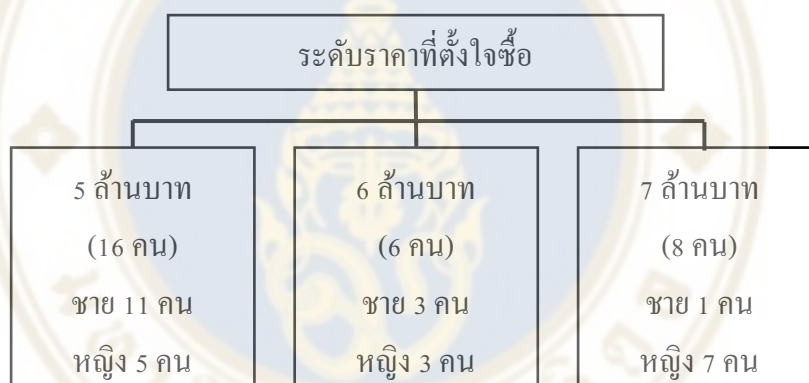 ระดับราคาที่ตั้งใจซื้อ
5 ล้านบาท
(16 คน)
ชาย 11 คน
หญิง 5 คน
6 ล้านบาท
(6 คน)
ชาย 3 คน
หญิง 3 คน
7 ล้านบาท
(8 คน)
ชาย 1 คน
หญิง 7 คน